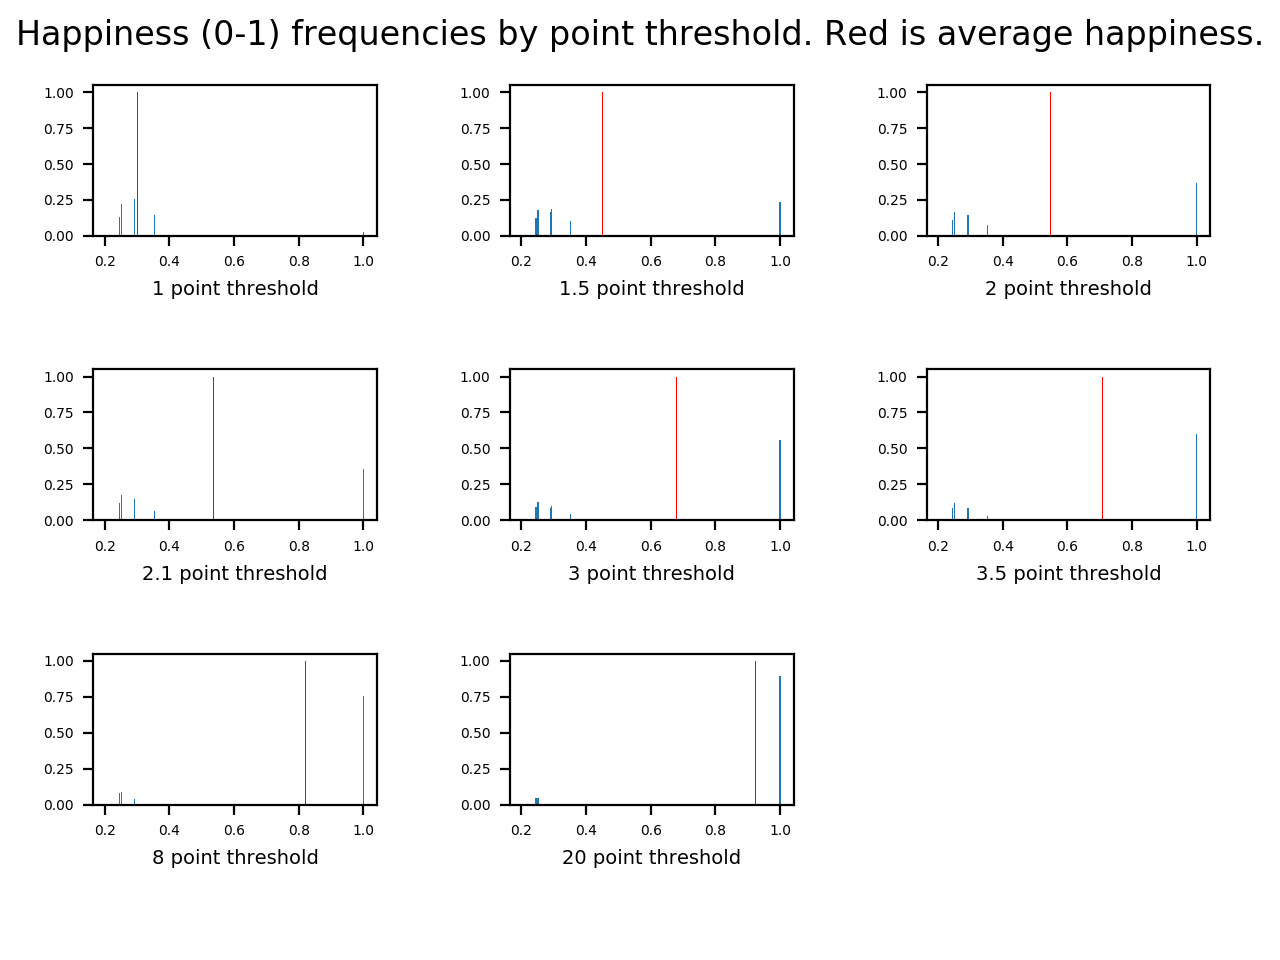 Happiness (0-1) frequencies by point threshold. Red is average happiness.
1.00 0.75 0.50 0.25 0.00
0.2 0.4 0.6 0.8 1.0
1 point threshold
1.00 0.75 0.50 0.25 0.00
0.2 0.4 0.6 0.8 1.0
1.5 point threshold
1.00 0.75 0.50 0.25 0.00
0.2 0.4 0.6 0.8 1.0
2 point threshold
1.00 0.75 0.50 0.25 0.00
0.2 0.4 0.6 0.8 1.0
2.1 point threshold
1.00 0.75 0.50 0.25 0.00
0.2 0.4 0.6 0.8 1.0
3 point threshold
1.00 0.75 0.50 0.25 0.00
0.2 0.4 0.6 0.8 1.0
3.5 point threshold
1.00 0.75 0.50 0.25 0.00
0.2 0.4 0.6 0.8 1.0
8 point threshold
1.00 0.75 0.50 0.25 0.00
0.2 0.4 0.6 0.8 1.0
20 point threshold